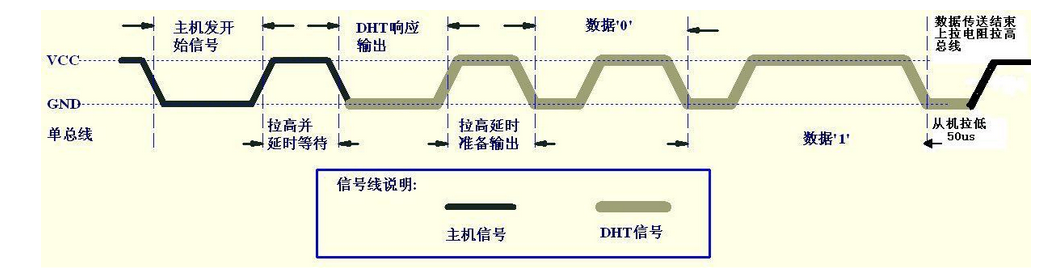 主机发开
始信号
DHT响应
输出
数据'0'
数据传送结束
上拉电阻拉高
总线
VCC
GND
单总线
拉高并
延时等待
拉高延时
准备输出
数据'1'
从机拉低
50us
信号线说明:
主机信号
DHT信号